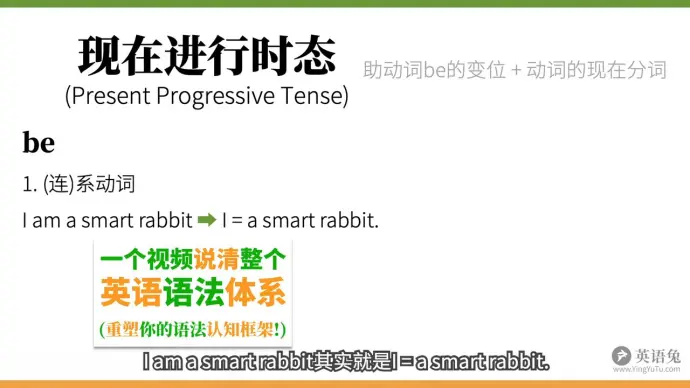 现在进行时态
(Present Progressive Tense)
助动词be的变位 + 动词的现在分词
be
1. (连)系动词
I am a smart rabbit ➡ I = a smart rabbit.
一个视频说清整个
英语语法体系
(重塑你的语法认知框架!)
I am a smart rabbit其实就是I = a smart rabbit.
英语兔
www.YingYuTu.com